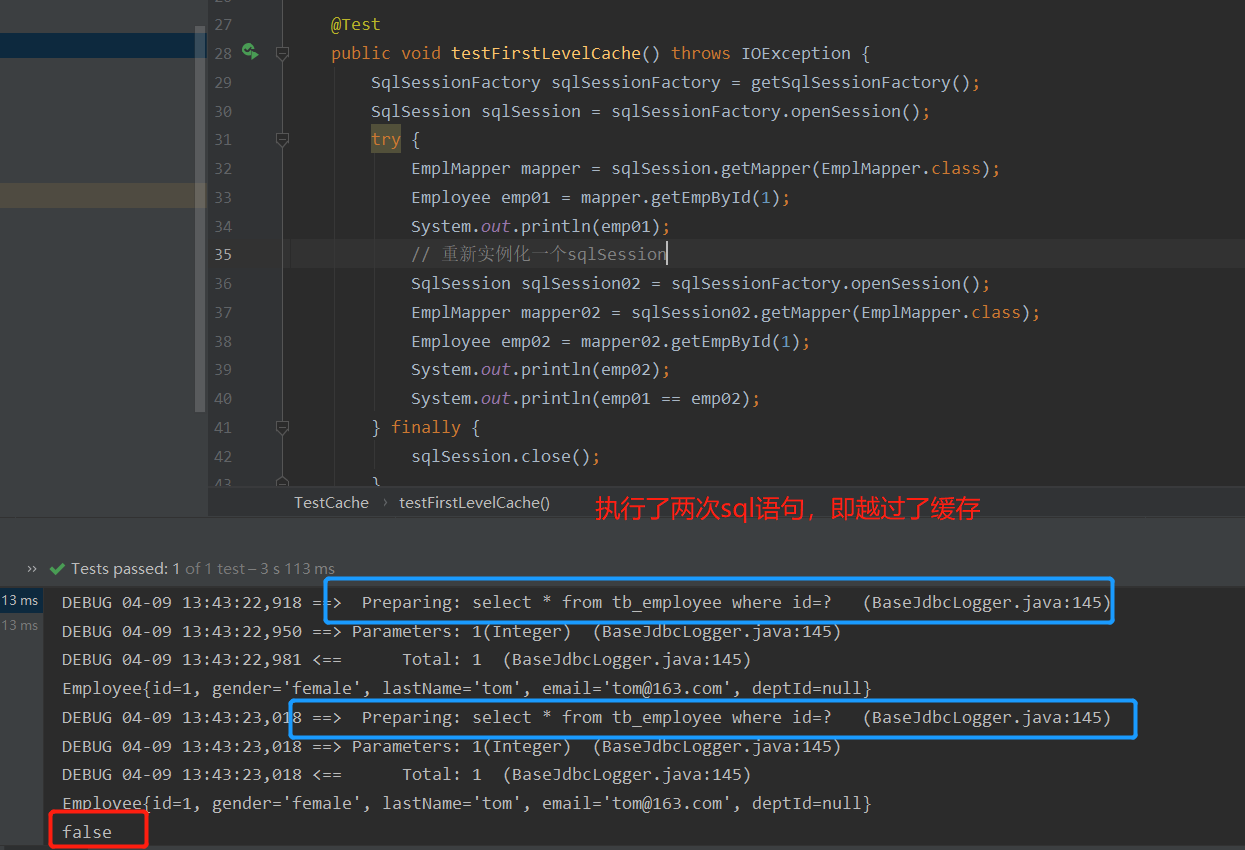 27 @Test
28 public void testFirstLevelCache() throws IOException {
29 SqlSessionFactory sqlSessionFactory = getSqlSessionFactory();
30 SqlSession sqlSession = sqlSessionFactory.openSession();
31 try {
32 EmplMapper mapper = sqlSession.getMapper(EmplMapper.class);
33 Employee emp01 = mapper.getEmpById(1);
34 System.out.println(emp01);
35 // 重新实例化一个sqlSession
36 SqlSession sqlSession02 = sqlSessionFactory.openSession();
37 EmplMapper mapper02 = sqlSession02.getMapper(EmplMapper.class);
38 Employee emp02 = mapper02.getEmpById(1);
39 System.out.println(emp02);
40 System.out.println(emp01 == emp02);
41 } finally {
42 sqlSession.close();
43 }
TestCache › testFirstLevelCache()
执行了两次sql语句，即越过了缓存
» Tests passed: 1 of 1 test – 3 s 113 ms
13 ms DEBUG 04-09 13:43:22,918 ==> Preparing: select * from tb_employee where id=? (BaseJdbcLogger.java:145)
13 ms DEBUG 04-09 13:43:22,950 ==> Parameters: 1(Integer) (BaseJdbcLogger.java:145)
DEBUG 04-09 13:43:22,981 <== Total: 1 (BaseJdbcLogger.java:145)
Employee{id=1, gender='female', lastName='tom', email='tom@163.com', deptId=null}
DEBUG 04-09 13:43:23,018 ==> Preparing: select * from tb_employee where id=? (BaseJdbcLogger.java:145)
DEBUG 04-09 13:43:23,018 ==> Parameters: 1(Integer) (BaseJdbcLogger.java:145)
DEBUG 04-09 13:43:23,018 <== Total: 1 (BaseJdbcLogger.java:145)
Employee{id=1, gender='female', lastName='tom', email='tom@163.com', deptId=null}
false